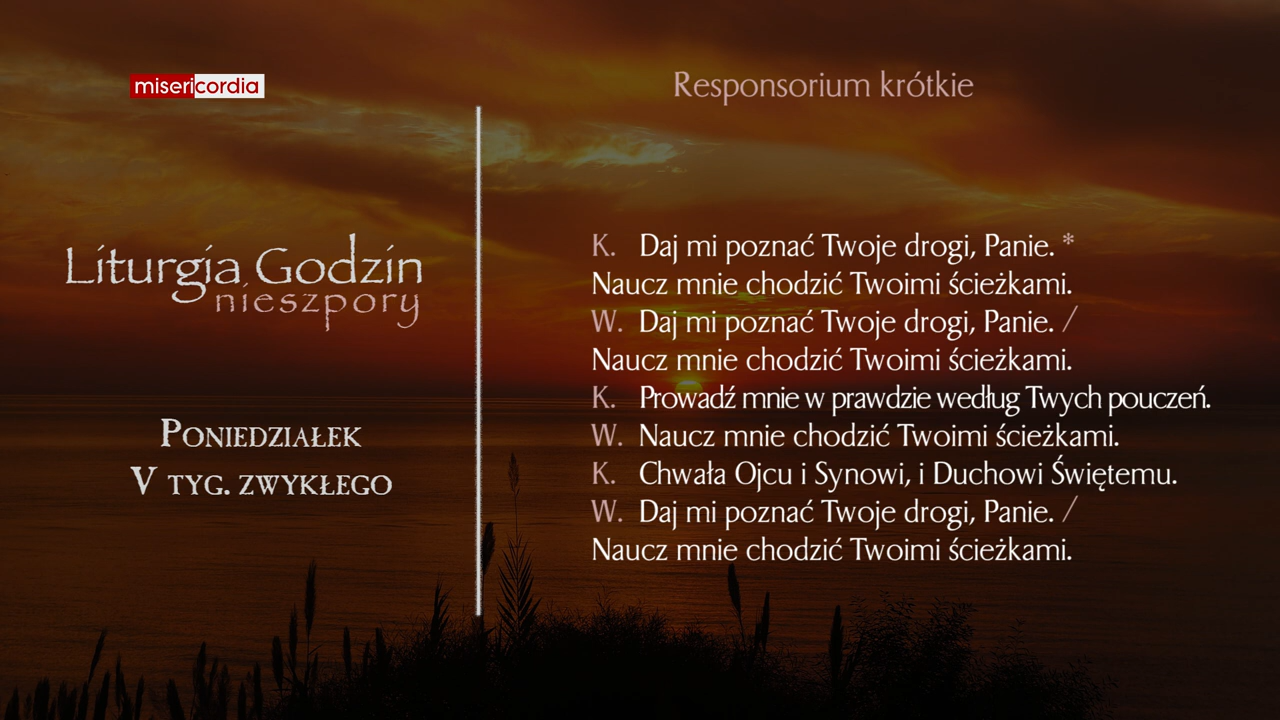 misericordia
Liturgia Godzin
nieszpory
Poniedziałek
V tyg. zwykłego
Responsorium krótkie
K. Daj mi poznać Twoje drogi, Panie. *
Naucz mnie chodzić Twoimi ścieżkami.
W. Daj mi poznać Twoje drogi, Panie. /
Naucz mnie chodzić Twoimi ścieżkami.
K. Prowadź mnie w prawdzie według Twych pouczeń.
W. Naucz mnie chodzić Twoimi ścieżkami.
K. Chwała Ojcu i Synowi, i Duchowi Świętemu.
W. Daj mi poznać Twoje drogi, Panie. /
Naucz mnie chodzić Twoimi ścieżkami.